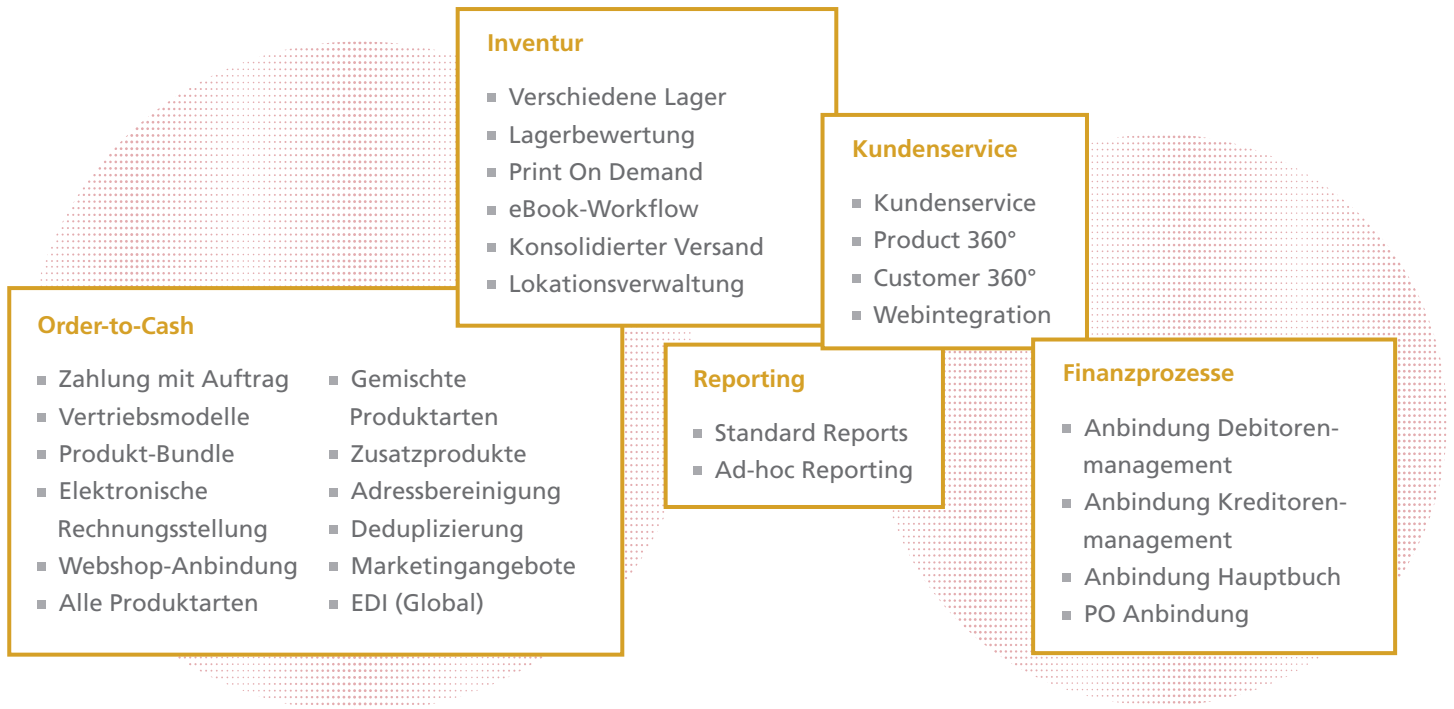 Inventur
Verschiedene Lager
Lagerbewertung
Print On Demand
eBook-Workflow
Konsolidierter Versand
Lokationsverwaltung
Kundenservice
Kundenservice
Product 360°
Customer 360°
Webintegration
Order-to-Cash
Zahlung mit Auftrag
Vertriebsmodelle
Produkt-Bundle
Elektronische
Rechnungsstellung
Webshop-Anbindung
Alle Produktarten
Gemischte
Produktarten
Zusatzprodukte
Adressbereinigung
Deduplizierung
Marketingangebote
EDI (Global)
Reporting
Standard Reports
Ad-hoc Reporting
Finanzprozesse
Anbindung Debitoren-
management
Anbindung Kreditoren-
management
Anbindung Hauptbuch
PO Anbindung